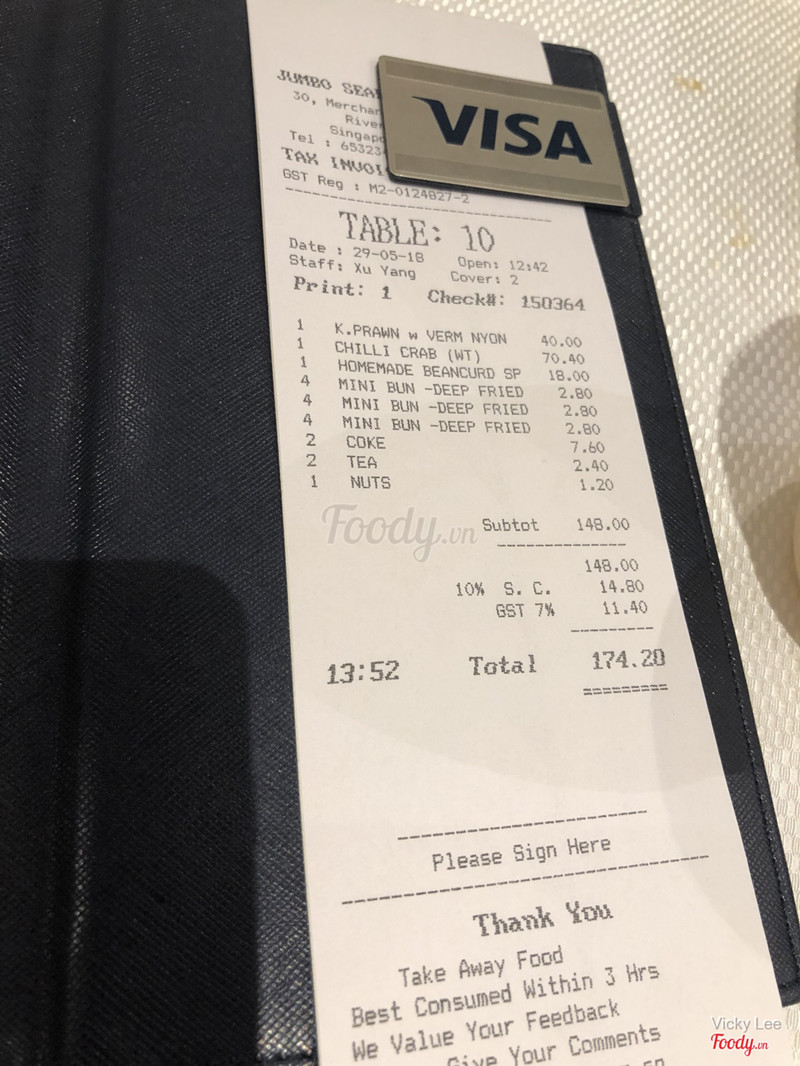 VISA
JUMBO
30, Merchan
River
Singapo
Tel : 65323
TAX INVOI
GST Reg : M2-0124827-2
TABLE: 10
Date : 29-05-18 Open: 12:42
Staff: Xu Yang Cover: 2
Print: 1 Check#: 150364
1 K.PRAWN w VERM NYON 40.00
1 CHILLI CRAB (WT) 70.40
1 HOMEMADE BEANCURD SP 18.00
4 MINI BUN -DEEP FRIED 2.80
4 MINI BUN -DEEP FRIED 2.80
4 MINI BUN -DEEP FRIED 2.80
2 COKE 7.60
2 TEA 2.40
1 NUTS 1.20
Foody.vn
Subtot 148.00
148.00
10% S. C. 14.80
GST 7% 11.40
13:52 Total 174.20
Please Sign Here
Thank You
Take Away Food
Best Consumed Within 3 Hrs
We Value Your Feedback
Give Your Comments
Vicky Lee
Foody.vn